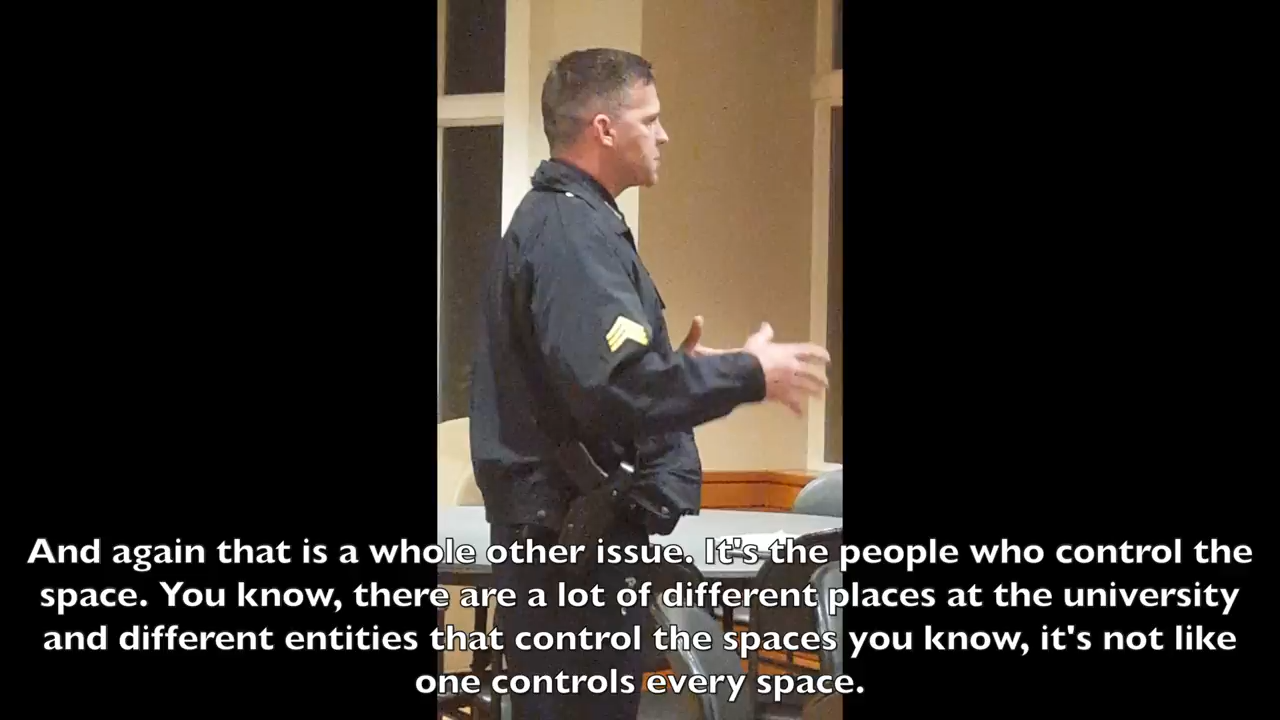 And again that is a whole other issue. It's the people who control the
space. You know, there are a lot of different places at the university
and different entities that control the spaces you know, it's not like
one controls every space.